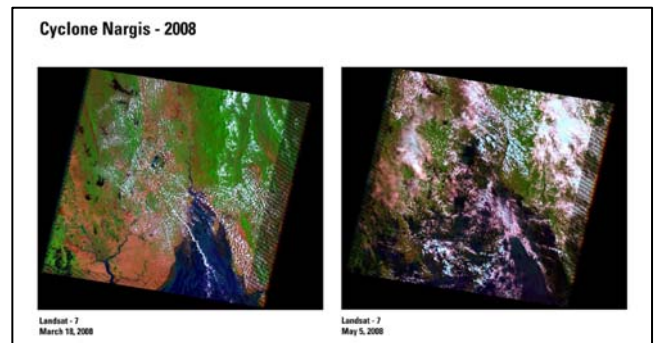 Cyclone Nargis - 2008
Landsat - 7
March 18, 2008
Landsat - 7
May 5, 2008